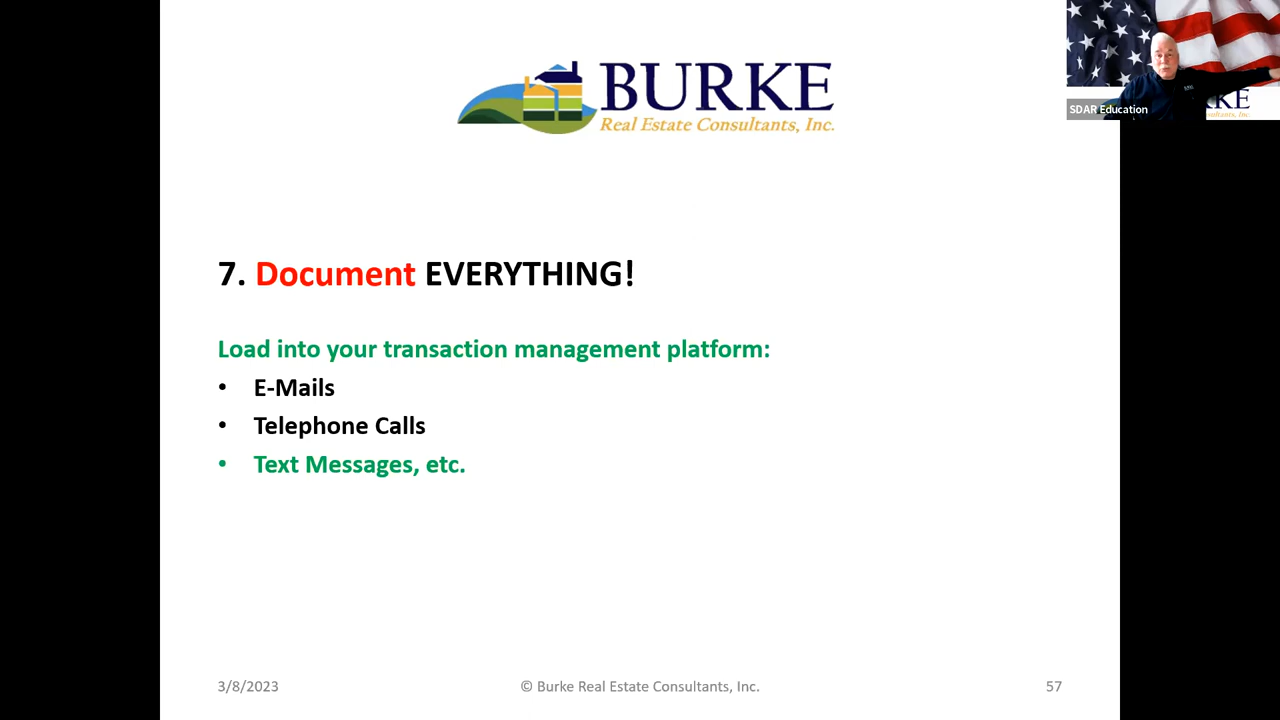 BURKE
Real Estate Consultants, Inc.
SDAR Education
7. Document EVERYTHING!
Load into your transaction management platform:
• E-Mails
• Telephone Calls
• Text Messages, etc.
3/8/2023
© Burke Real Estate Consultants, Inc.
57